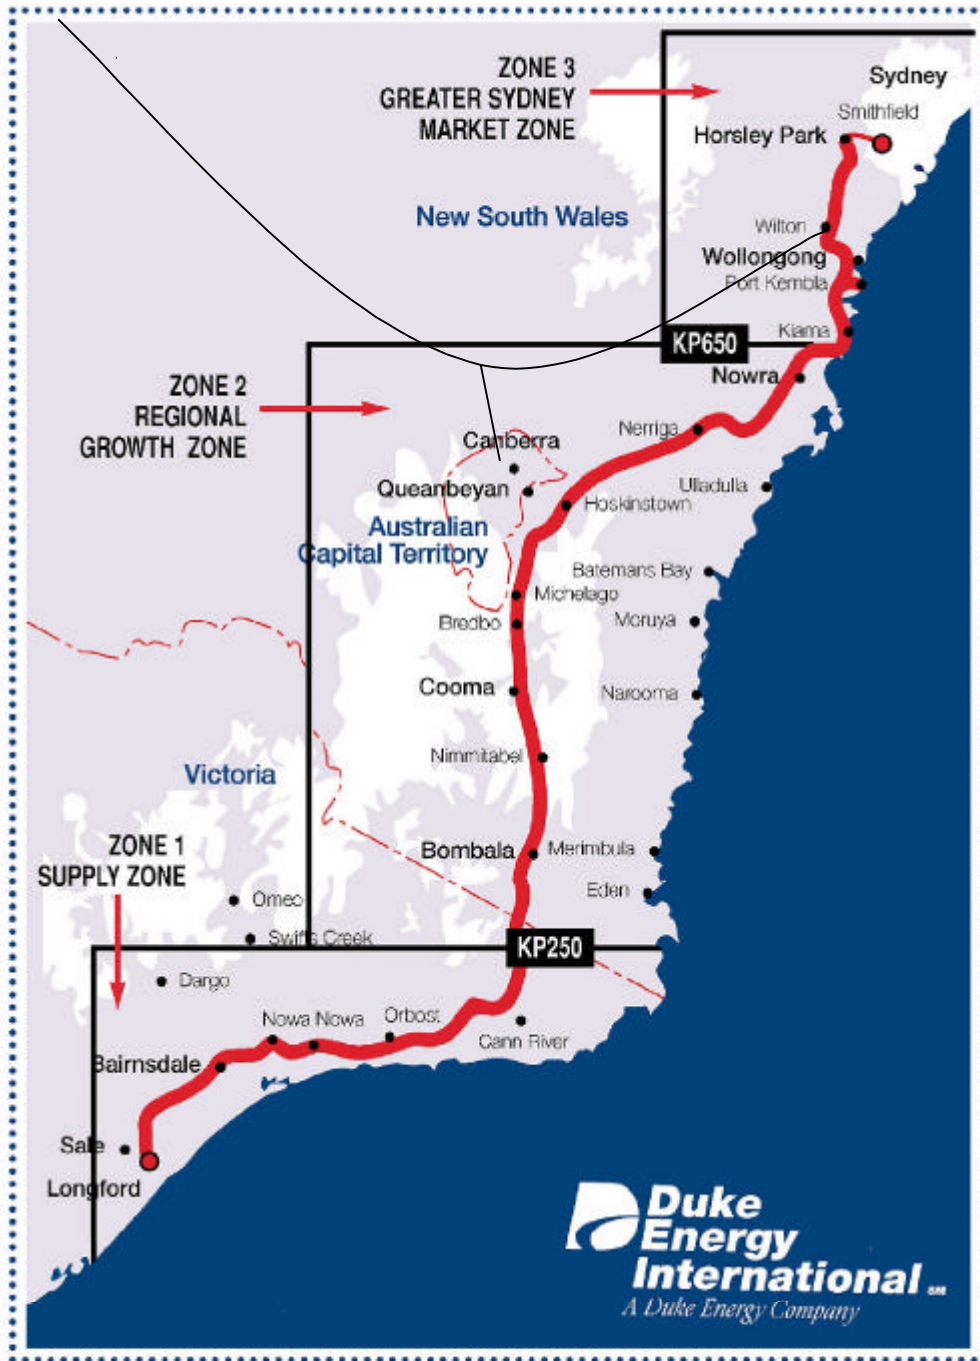 Sydney
ZONE 3
GREATER SYDNEY
MARKET ZONE
Smithfield
Horsley Park
New South Wales
Wilton
Wollongong
Port Kembla
Kiama
KP650
Nowra
ZONE 2
REGIONAL
GROWTH ZONE
Nerriga
Canberra
Queanbeyan
Ulladulla
Hoskinstown
Australian
Capital Territory
Batemans Bay
Michelago
Bredbo
Moruya
Cooma
Narooma
Nimmitabel
Victoria
ZONE 1
SUPPLY ZONE
Bombala
Merimbula
Eden
Omeo
Swifts Creek
KP250
Dargo
Nowa Nowa
Orbost
Cann River
Bairnsdale
Sale
Longford
Duke
Energy
International SM
A Duke Energy Company